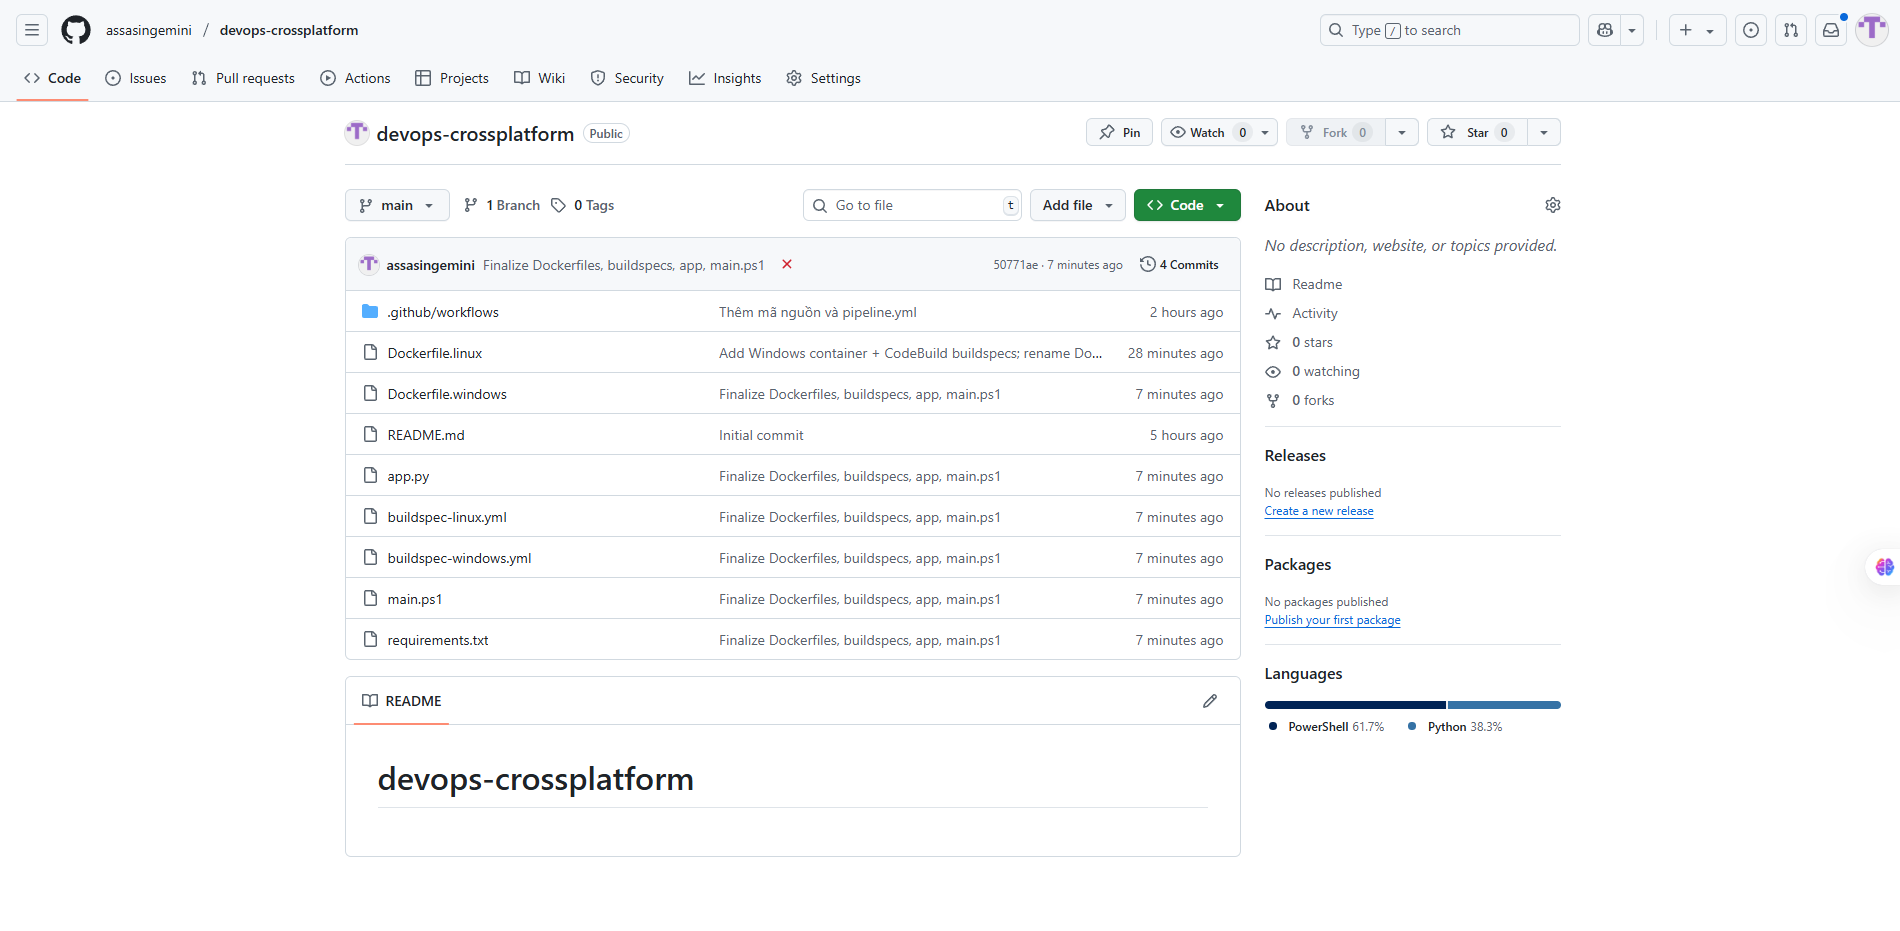 assasingemini / devops-crossplatform
Type / to search
Code Issues Pull requests Actions Projects Wiki Security Insights Settings
devops-crossplatform Public
Pin Watch 0 Fork 0 Star 0
main 1 Branch 0 Tags Go to file t Add file Code
assasingemini Finalize Dockerfiles, buildspecs, app, main.ps1 50771ae · 7 minutes ago 4 Commits
.github/workflows Thêm mã nguồn và pipeline.yml 2 hours ago
Dockerfile.linux Add Windows container + CodeBuild buildspecs; rename Do... 28 minutes ago
Dockerfile.windows Finalize Dockerfiles, buildspecs, app, main.ps1 7 minutes ago
README.md Initial commit 5 hours ago
app.py Finalize Dockerfiles, buildspecs, app, main.ps1 7 minutes ago
buildspec-linux.yml Finalize Dockerfiles, buildspecs, app, main.ps1 7 minutes ago
buildspec-windows.yml Finalize Dockerfiles, buildspecs, app, main.ps1 7 minutes ago
main.ps1 Finalize Dockerfiles, buildspecs, app, main.ps1 7 minutes ago
requirements.txt Finalize Dockerfiles, buildspecs, app, main.ps1 7 minutes ago
README
devops-crossplatform
About
No description, website, or topics provided.
Readme
Activity
0 stars
0 watching
0 forks
Releases
No releases published
Create a new release
Packages
No packages published
Publish your first package
Languages
PowerShell 61.7% Python 38.3%